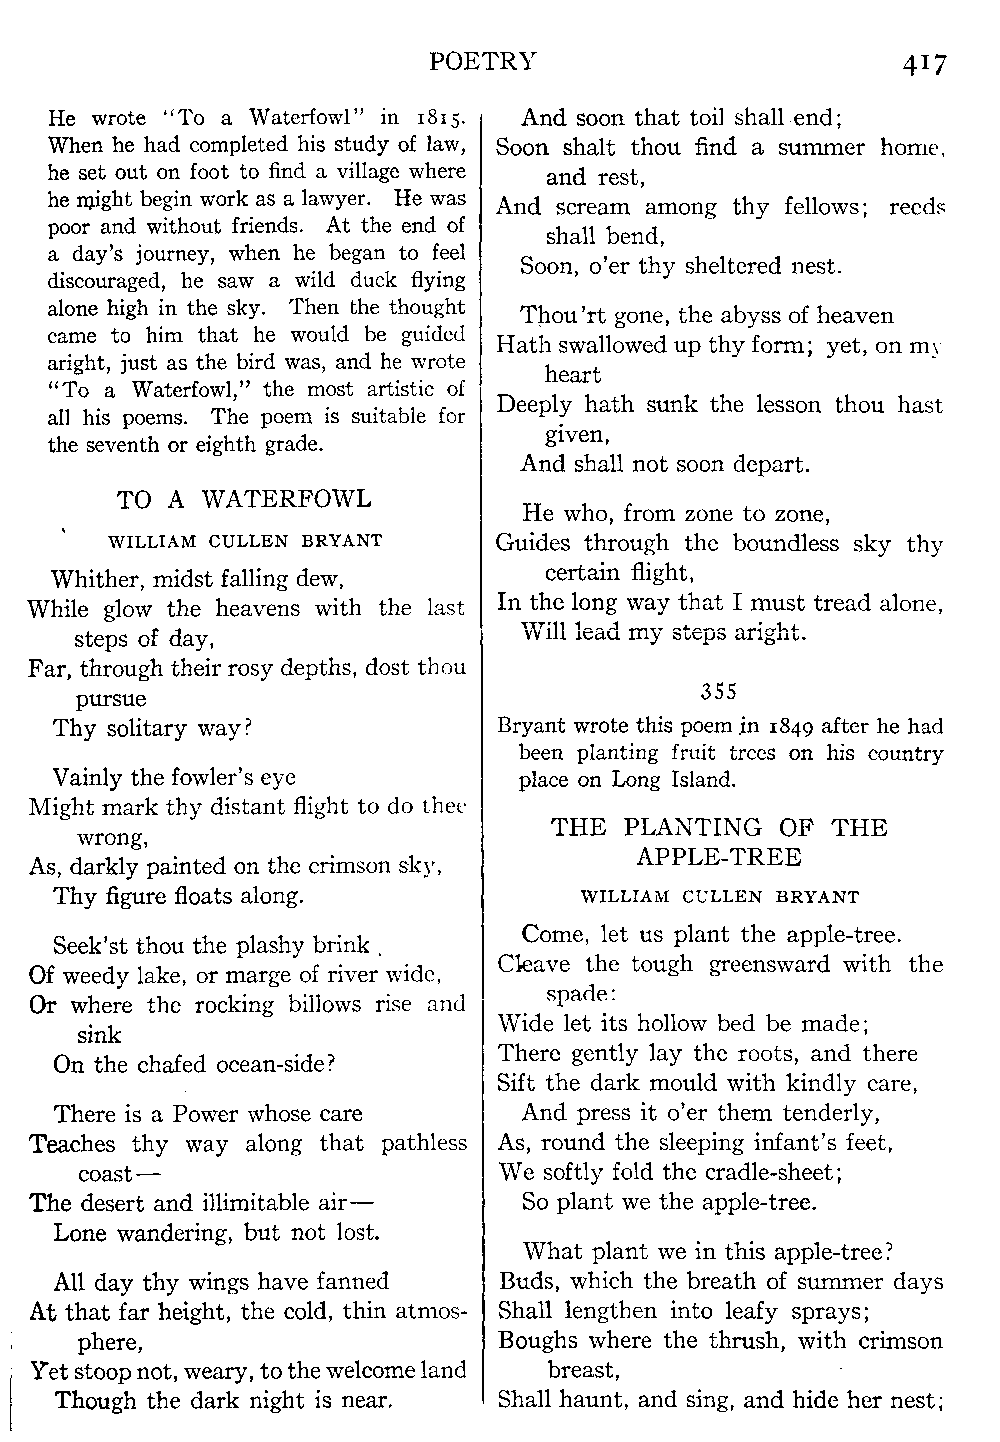 POETRY
417
He wrote "To a Waterfowl" in 1815.
When he had completed his study of law,
he set out on foot to find a village where
he might begin work as a lawyer. He was
poor and without friends. At the end of
a day's journey, when he began to feel
discouraged, he saw a wild duck flying
alone high in the sky. Then the thought
came to him that he would be guided
aright, just as the bird was, and he wrote
"To a Waterfowl," the most artistic of
all his poems. The poem is suitable for
the seventh or eighth grade.
TO A WATERFOWL
WILLIAM CULLEN BRYANT
Whither, midst falling dew,
While glow the heavens with the last
steps of day,
Far, through their rosy depths, dost thou
pursue
Thy solitary way?
Vainly the fowler's eye
Might mark thy distant flight to do thee
wrong,
As, darkly painted on the crimson sky,
Thy figure floats along.
Seek'st thou the plashy brink
Of weedy lake, or marge of river wide,
Or where the rocking billows rise and
sink
On the chafed ocean-side?
There is a Power whose care
Teaches thy way along that pathless
coast—
The desert and illimitable air—
Lone wandering, but not lost.
All day thy wings have fanned
At that far height, the cold, thin atmos-
phere,
Yet stoop not, weary, to the welcome land
Though the dark night is near.
And soon that toil shall end;
Soon shalt thou find a summer home,
and rest,
And scream among thy fellows; reeds
shall bend,
Soon, o'er thy sheltered nest.
Thou'rt gone, the abyss of heaven
Hath swallowed up thy form; yet, on my
heart
Deeply hath sunk the lesson thou hast
given,
And shall not soon depart.
He who, from zone to zone,
Guides through the boundless sky thy
certain flight,
In the long way that I must tread alone,
Will lead my steps aright.
355
Bryant wrote this poem in 1849 after he had
been planting fruit trees on his country
place on Long Island.
THE PLANTING OF THE
APPLE-TREE
WILLIAM CULLEN BRYANT
Come, let us plant the apple-tree.
Cleave the tough greensward with the
spade:
Wide let its hollow bed be made;
There gently lay the roots, and there
Sift the dark mould with kindly care,
And press it o'er them tenderly,
As, round the sleeping infant's feet,
We softly fold the cradle-sheet;
So plant we the apple-tree.
What plant we in this apple-tree?
Buds, which the breath of summer days
Shall lengthen into leafy sprays;
Boughs where the thrush, with crimson
breast,
Shall haunt, and sing, and hide her nest;